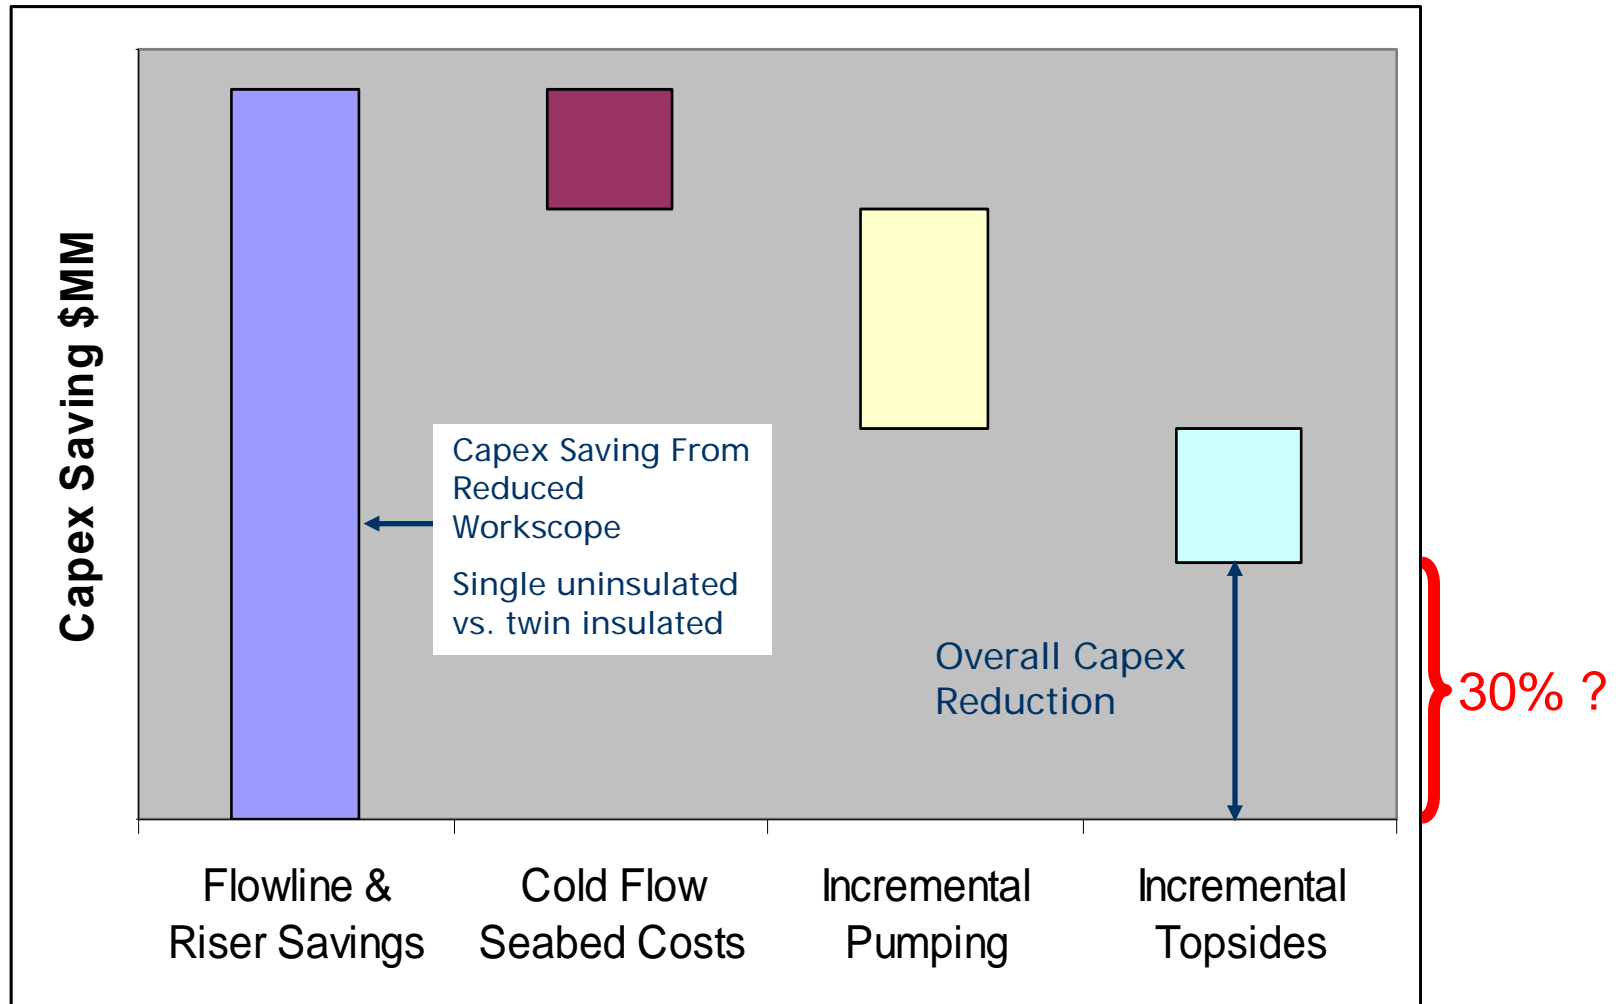 Capex Saving $MM
Capex Saving From
Reduced
Workscope
Single uninsulated
vs. twin insulated
Overall Capex
Reduction
30% ?
Flowline &
Riser Savings
Cold Flow
Seabed Costs
Incremental
Pumping
Incremental
Topsides